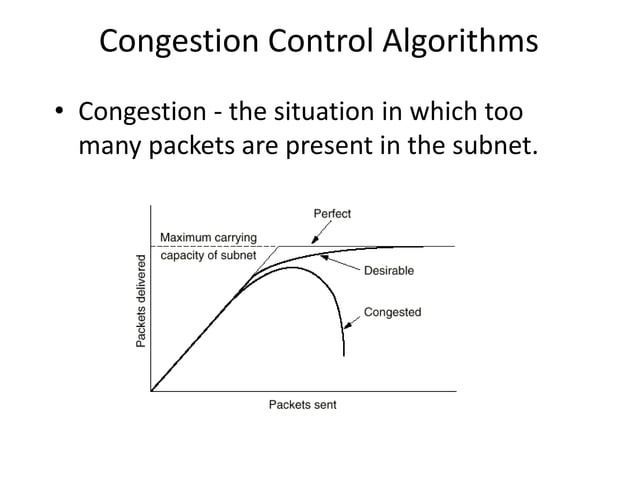 Congestion Control Algorithms
• Congestion - the situation in which too
many packets are present in the subnet.
Perfect
Maximum carrying
capacity of subnet
Desirable
Congested
Packets delivered
Packets sent